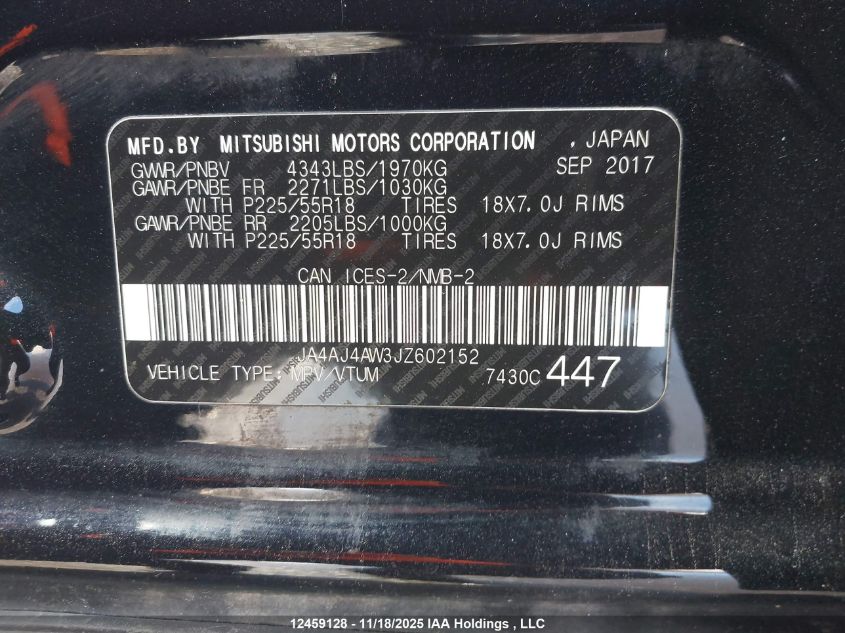 MFD.BY MITSUBISHI MOTORS CORPORATION , JAPAN
GVWR/PNBV 4343LBS/1970KG SEP 2017
GAWR/PNBE FR 2271LBS/1030KG
WITH P225/55R18 TIRES 18X7.0J RIMS
GAWR/PNBE RR 2205LBS/1000KG
WITH P225/55R18 TIRES 18X7.0J RIMS
CAN ICES-2/NMB-2
JA4AJ4AW3JZ602152
VEHICLE TYPE: MPV/VTUM 7430C 447
12459128 - 11/18/2025 IAA Holdings , LLC